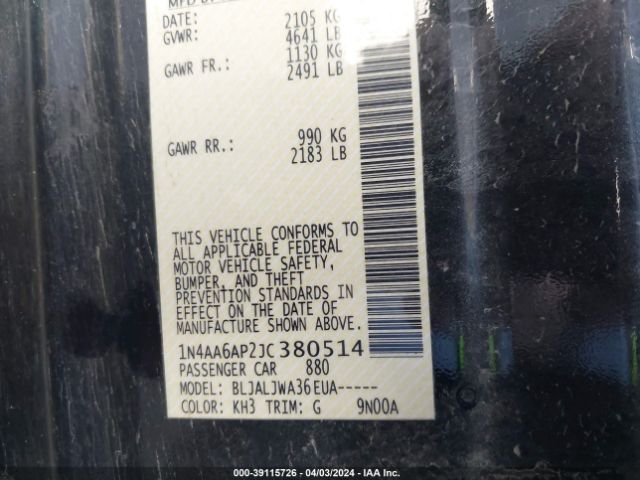 MFD
DATE: 2105 KG
GVWR: 4641 LB
1130 KG
GAWR FR.: 2491 LB
990 KG
GAWR RR.: 2183 LB
THIS VEHICLE CONFORMS TO
ALL APPLICABLE FEDERAL
MOTOR VEHICLE SAFETY,
BUMPER, AND THEFT
PREVENTION STANDARDS IN
EFFECT ON THE DATE OF
MANUFACTURE SHOWN ABOVE.
1N4AA6AP2JC380514
PASSENGER CAR 880
MODEL: BLJALJWA36EUA-----
COLOR: KH3 TRIM: G 9N00A
000-39115726 - 04/03/2024 - IAA Inc.